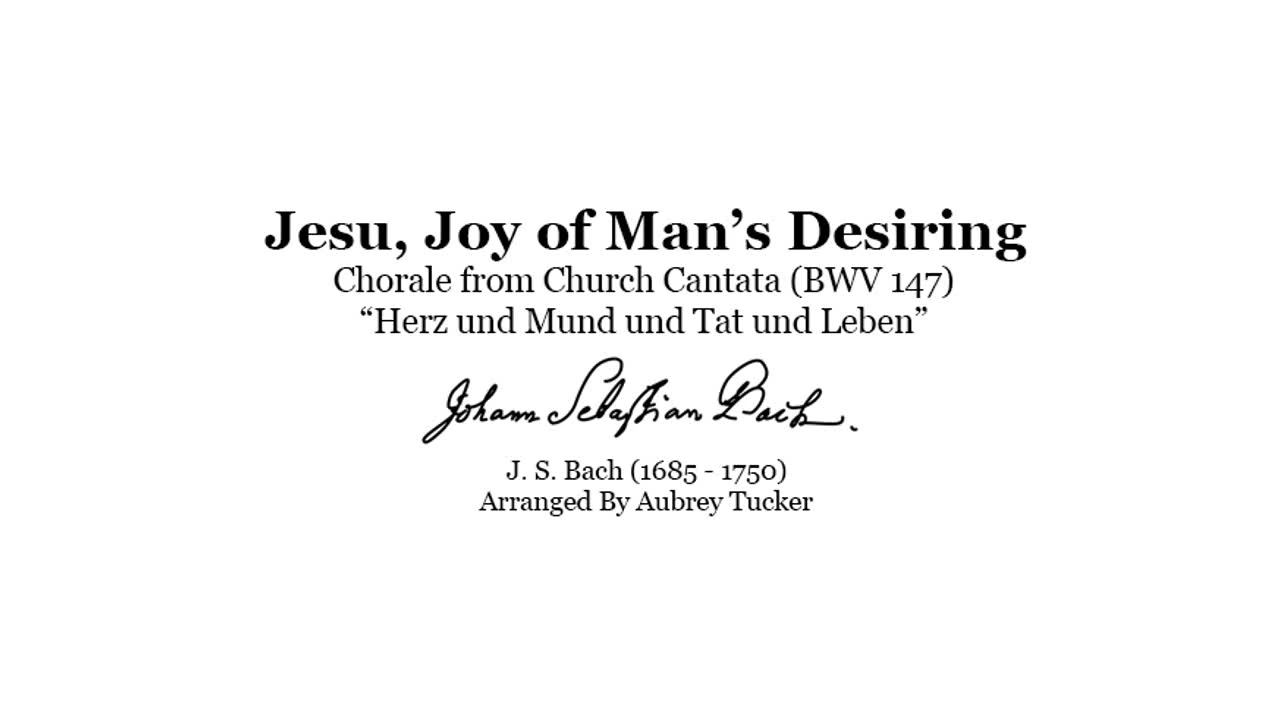 Jesu, Joy of Man’s Desiring
Chorale from Church Cantata (BWV 147)
“Herz und Mund und Tat und Leben”
Johann Sebastian Bach.
J. S. Bach (1685 - 1750)
Arranged By Aubrey Tucker